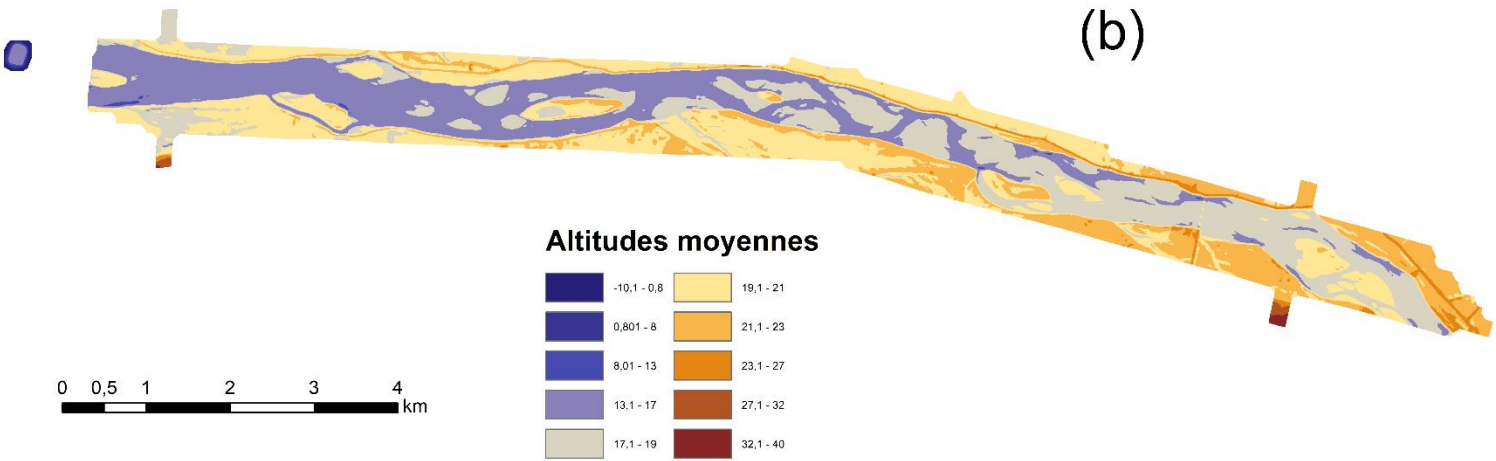 (b)
Altitudes moyennes
-10,1 - 0,8
19,1 - 21
0,801 - 8
21,1 - 23
8,01 - 13
23,1 - 27
13,1 - 17
27,1 - 32
17,1 - 19
32,1 - 40
0 0,5 1 2 3 4
km